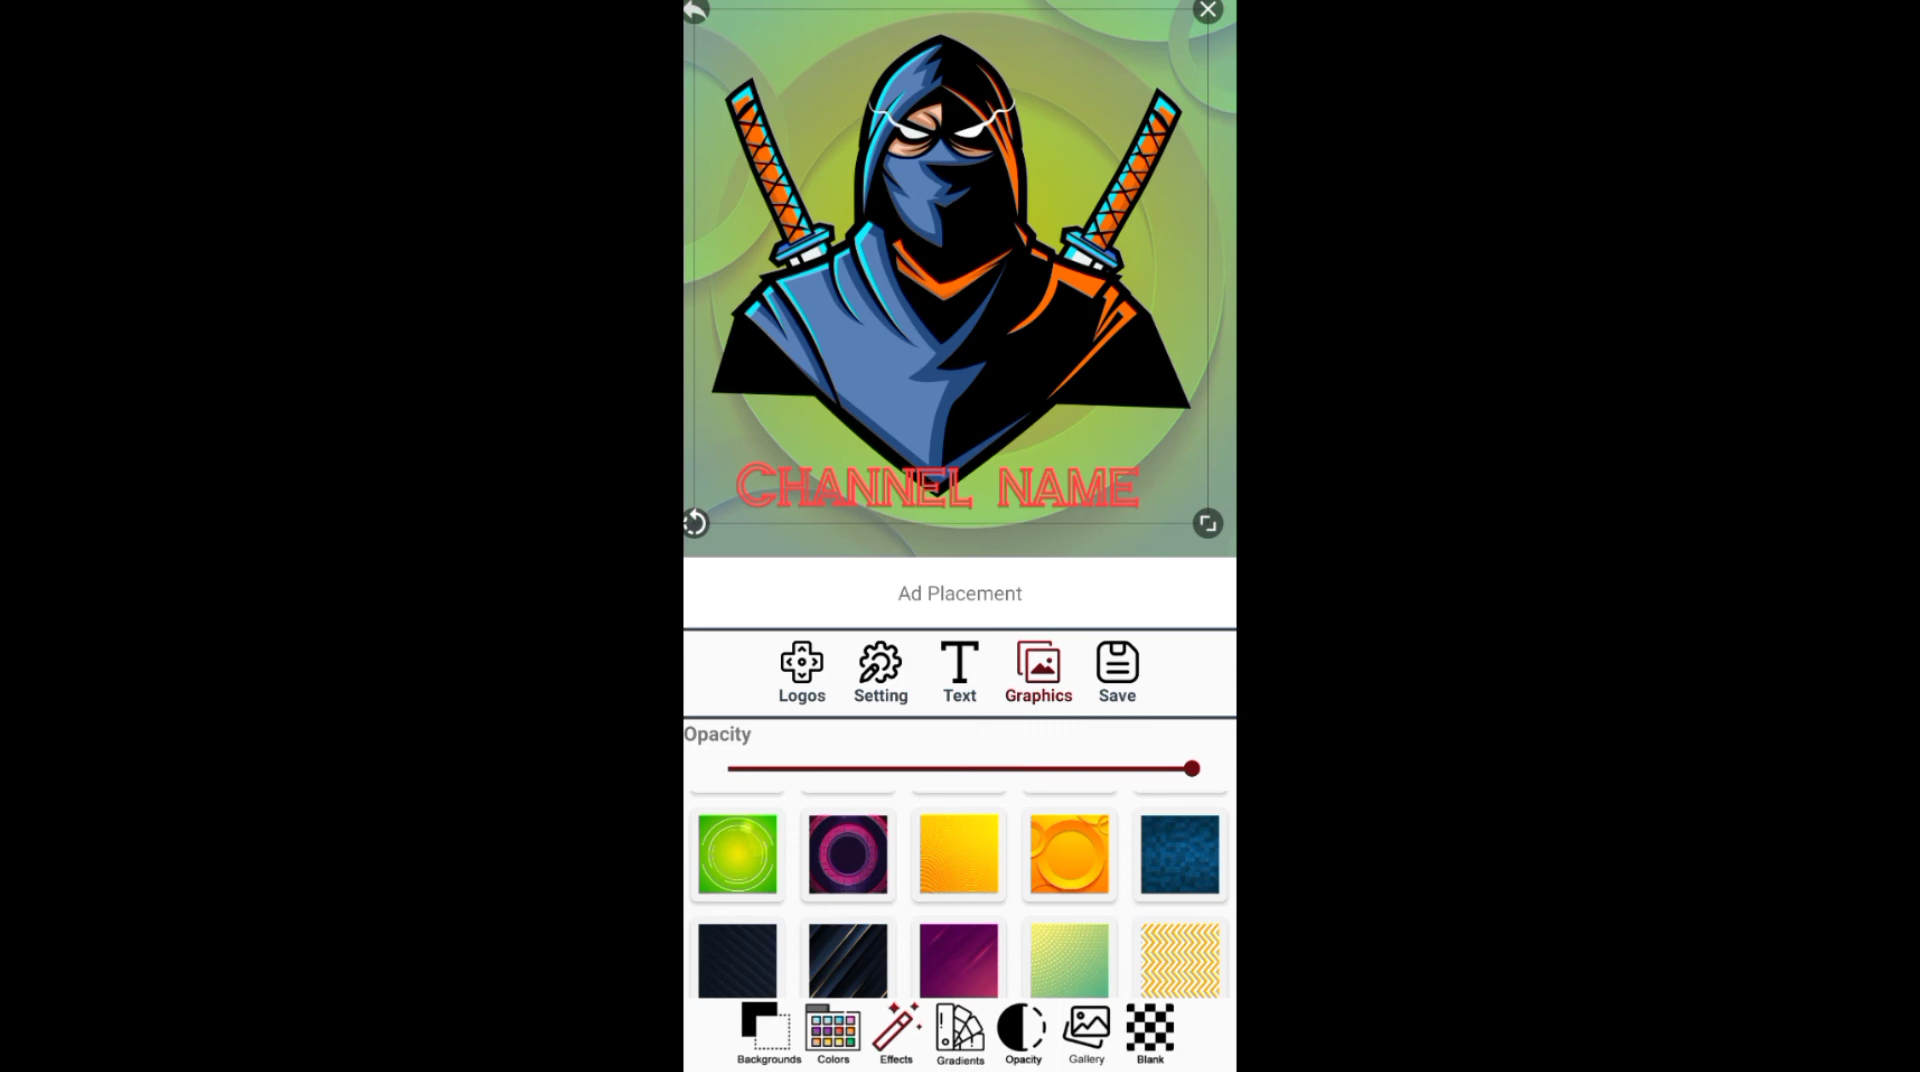 CHANNEL NAME
Ad Placement
Logos Setting Text Graphics Save
Opacity
Backgrounds Colors Effects Gradients Opacity Gallery Blank